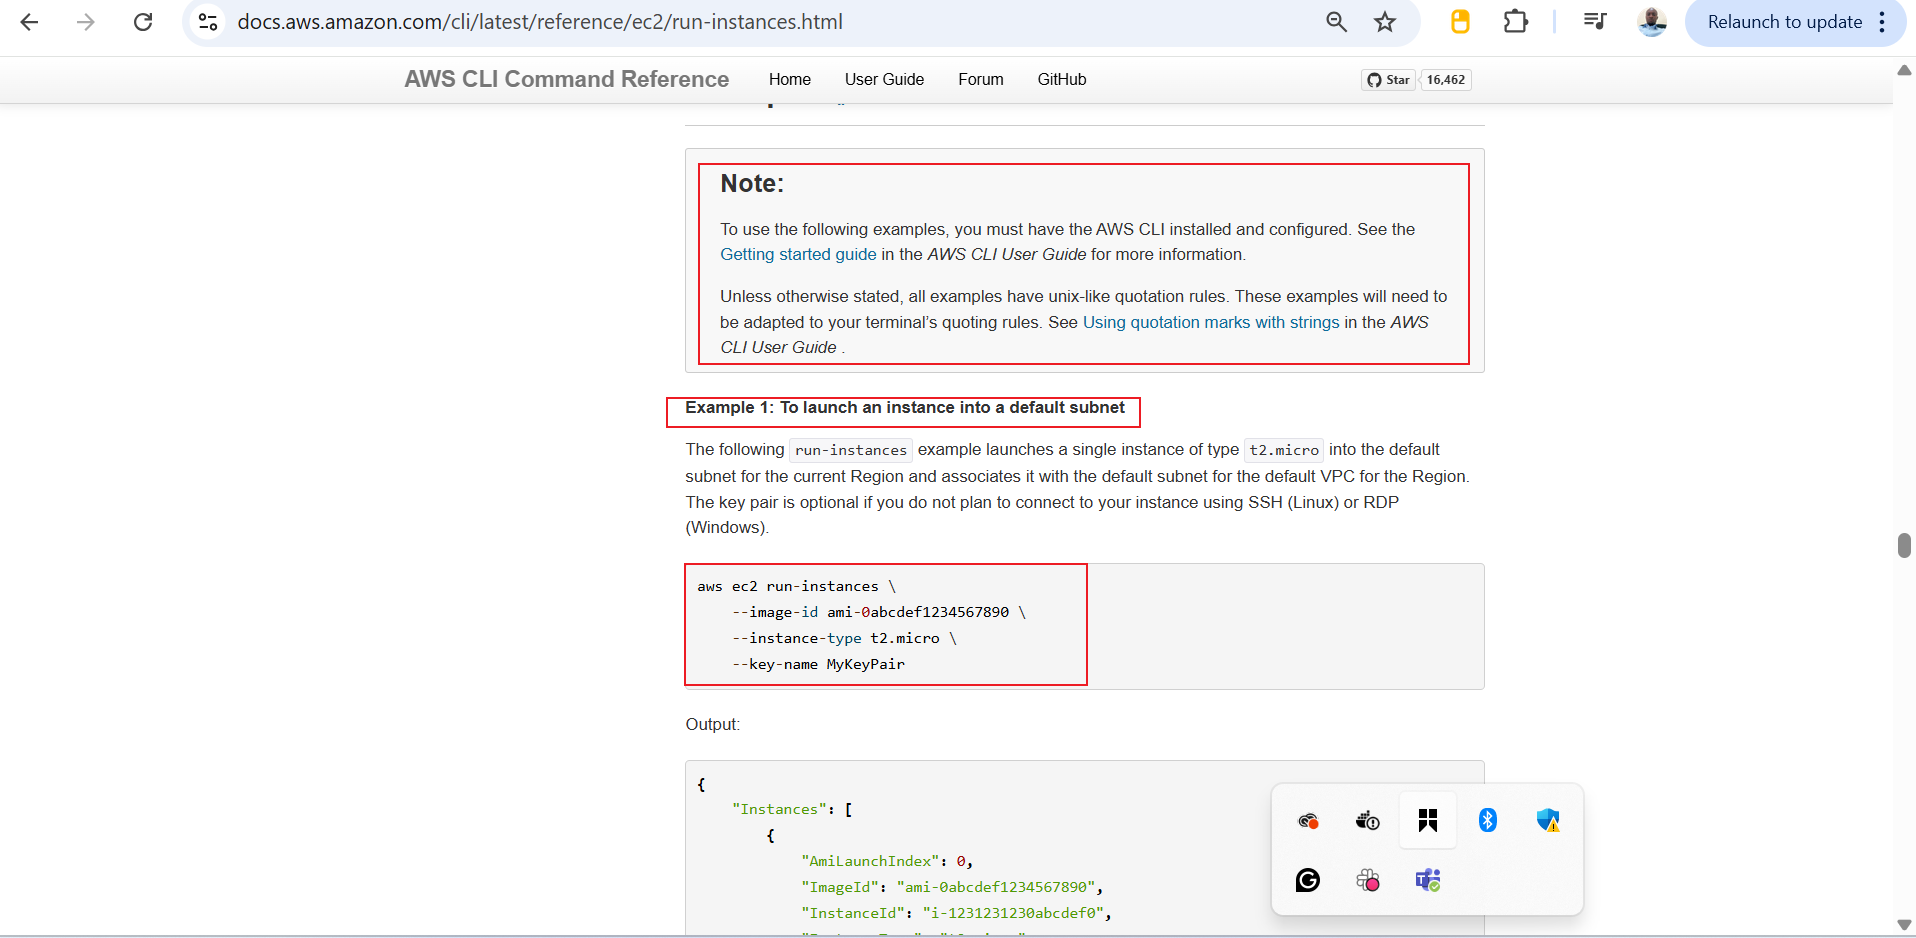 docs.aws.amazon.com/cli/latest/reference/ec2/run-instances.html
Relaunch to update
AWS CLI Command Reference
Home
User Guide
Forum
GitHub
Star
16,462
Note:
To use the following examples, you must have the AWS CLI installed and configured. See the
Getting started guide in the AWS CLI User Guide for more information.
Unless otherwise stated, all examples have unix-like quotation rules. These examples will need to
be adapted to your terminal’s quoting rules. See Using quotation marks with strings in the AWS
CLI User Guide .
Example 1: To launch an instance into a default subnet
The following run-instances example launches a single instance of type t2.micro into the default
subnet for the current Region and associates it with the default subnet for the default VPC for the Region.
The key pair is optional if you do not plan to connect to your instance using SSH (Linux) or RDP
(Windows).
aws ec2 run-instances \
--image-id ami-0abcdef1234567890 \
--instance-type t2.micro \
--key-name MyKeyPair
Output:
{
"Instances": [
{
"AmiLaunchIndex": 0,
"ImageId": "ami-0abcdef1234567890",
"InstanceId": "i-1231231230abcdef0",